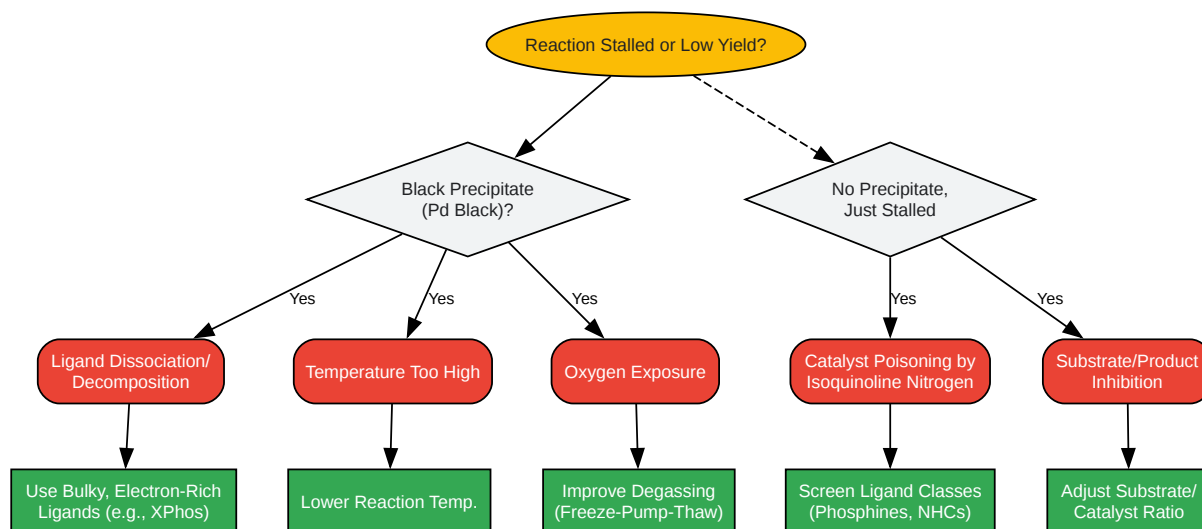 Reaction Stalled or Low Yield?
Black Precipitate
(Pd Black)?
No Precipitate,
Just Stalled
Yes
Yes
Yes
Yes
Yes
Ligand Dissociation/
Decomposition
Temperature Too High
Oxygen Exposure
Catalyst Poisoning by
Isoquinoline Nitrogen
Substrate/Product
Inhibition
Use Bulky, Electron-Rich
Ligands (e.g., XPhos)
Lower Reaction Temp.
Improve Degassing
(Freeze-Pump-Thaw)
Screen Ligand Classes
(Phosphines, NHCs)
Adjust Substrate/
Catalyst Ratio